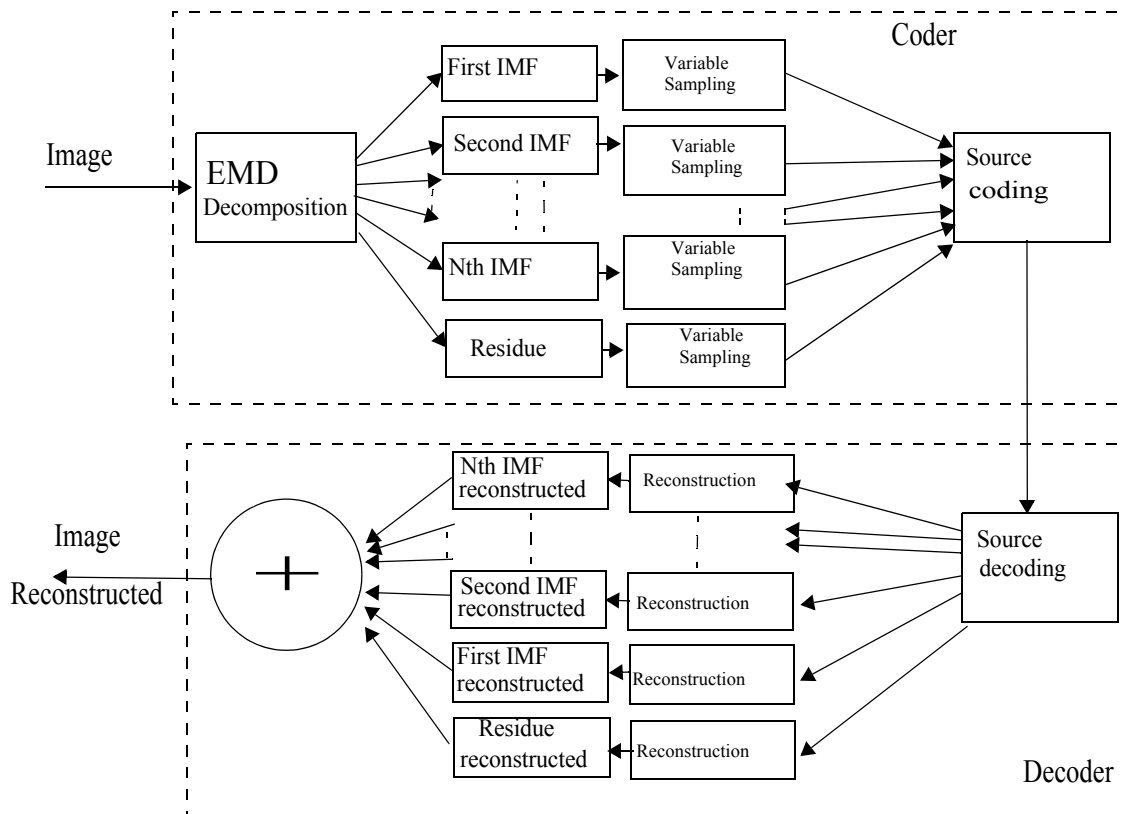 Coder
Image
EMD
Decomposition
First IMF
Variable
Sampling
Second IMF
Variable
Sampling
Nth IMF
Variable
Sampling
Residue
Variable
Sampling
Source
coding
Nth IMF
reconstructed
Reconstruction
Source
decoding
Image
Reconstructed
+
Second IMF
reconstructed
Reconstruction
First IMF
reconstructed
Reconstruction
Residue
reconstructed
Reconstruction
Decoder